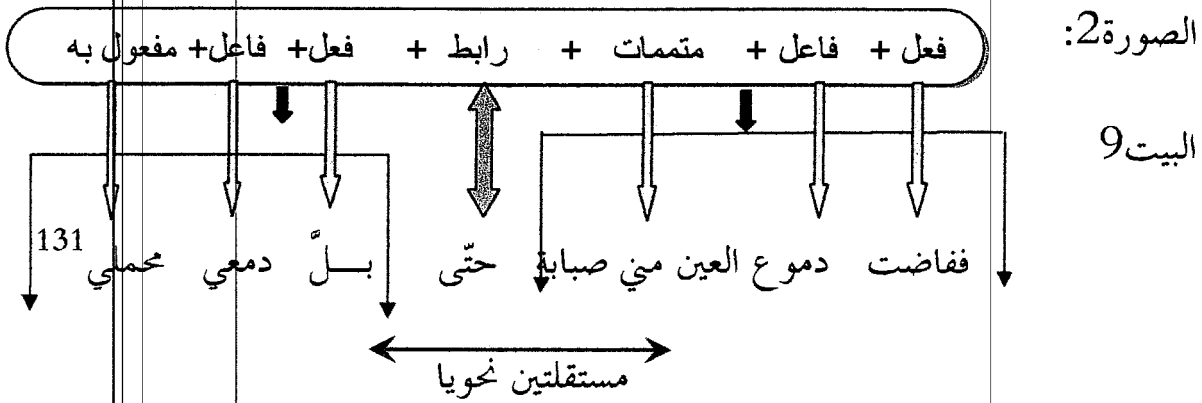 الصورة2:
فعل + فاعل + متممات + رابط + فعل+ فاعل+ مفعول به
البيت9
ففاضت دموع العين مني صبابة حتّى بــلَّ دمعي محملي 131
مستقلتين نحويا